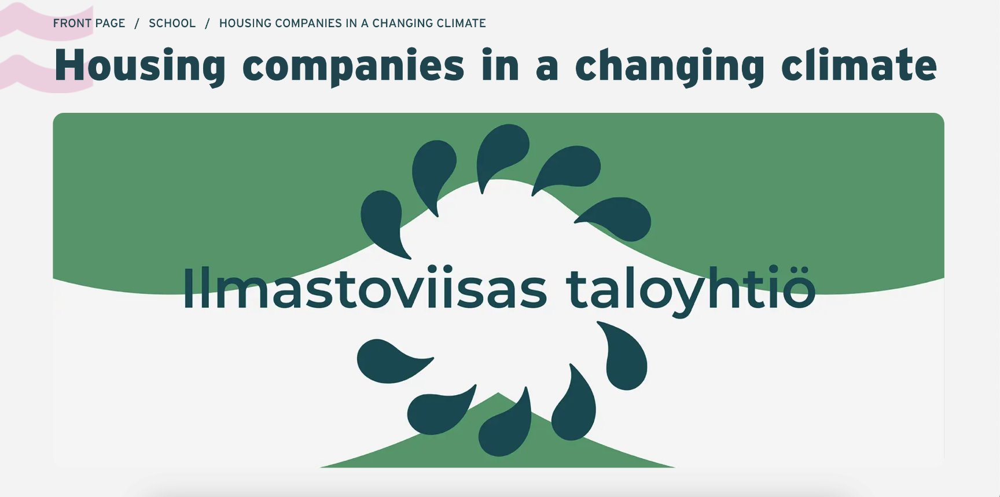 FRONT PAGE / SCHOOL / HOUSING COMPANIES IN A CHANGING CLIMATE
Housing companies in a changing climate
Ilmastoviisas taloyhtiö